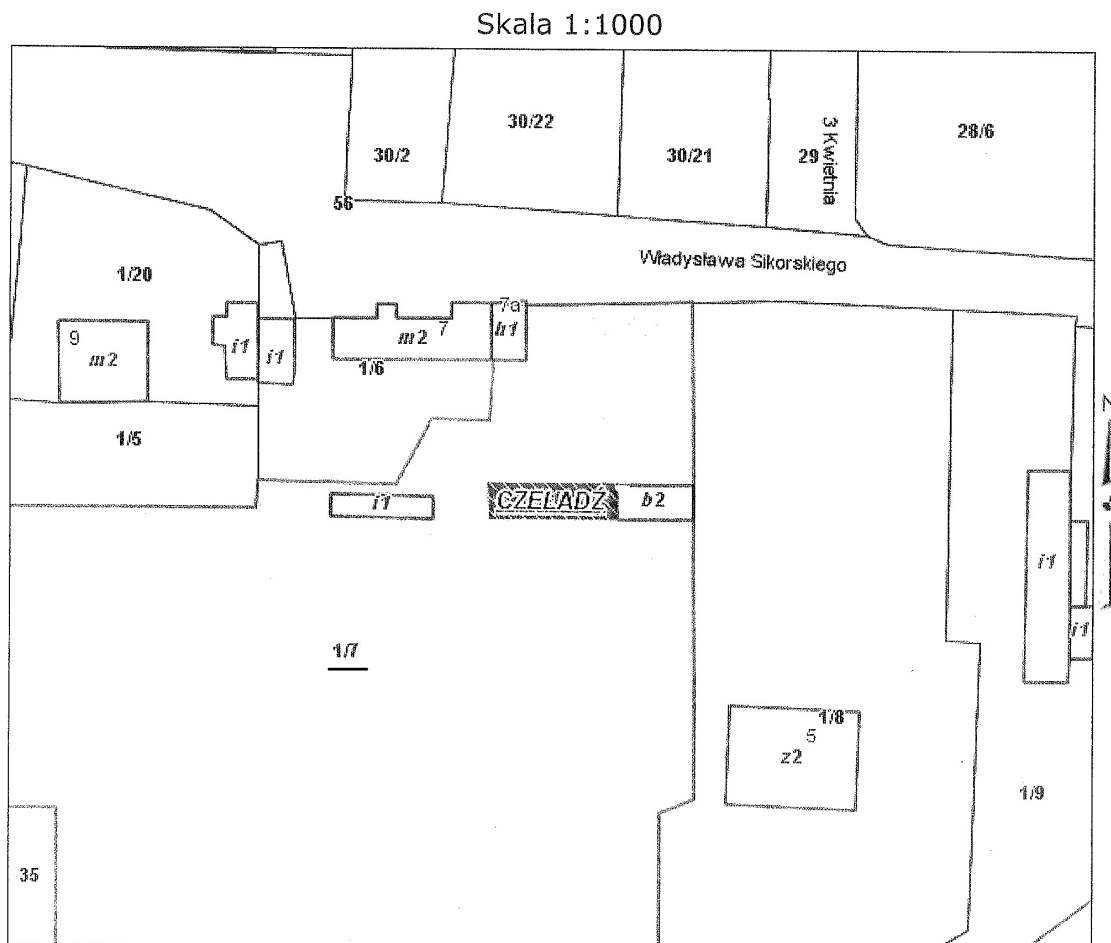 Skala 1:1000
30/2
30/22
30/21
29
3 Kwietnia
28/6
56
Władysława Sikorskiego
1/20
9
m2
i1
i1
m2
7
7a
h1
1/6
1/5
i1
CZELADŹ
b2
i1
i1
1/7
1/8
5
z2
1/9
35
N